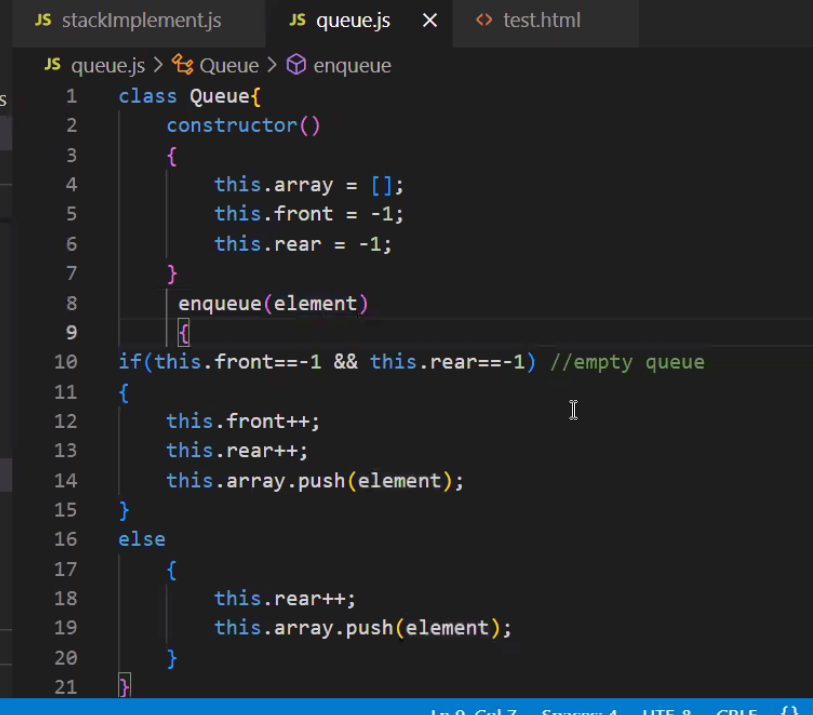 JS stackImplement.js JS queue.js × <> test.html
JS queue.js > Queue > enqueue
s
1 class Queue{
2 constructor()
3 {
4 this.array = [];
5 this.front = -1;
6 this.rear = -1;
7 }
8 enqueue(element)
9 {
10 if(this.front==-1 && this.rear==-1) //empty queue
11 {
12 this.front++;
13 this.rear++;
14 this.array.push(element);
15 }
16 else
17 {
18 this.rear++;
19 this.array.push(element);
20 }
21 }
Ln 9, Col 7 Spaces: 4 UTF-8 CRLF {}